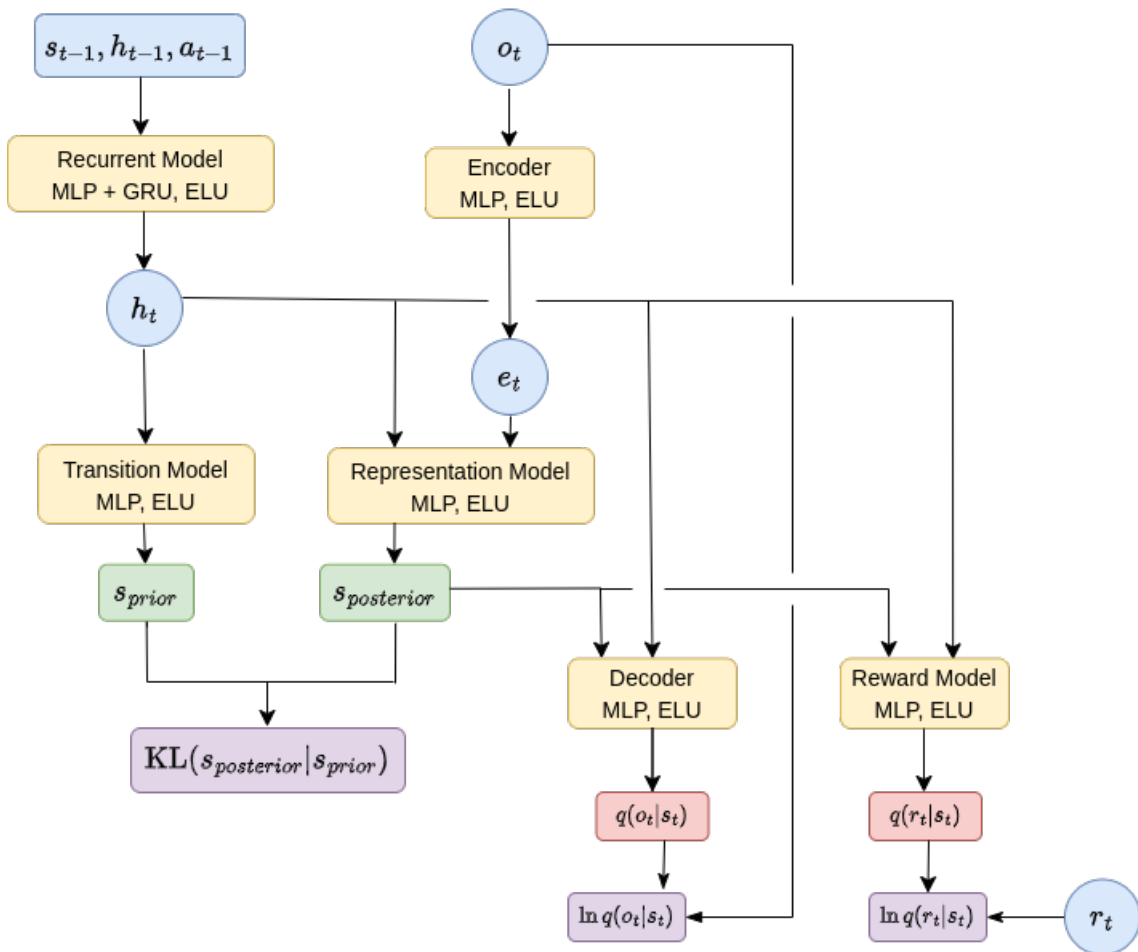 s_{t−1}, h_{t−1}, a_{t−1}
o_t
Recurrent Model
MLP + GRU, ELU
Encoder
MLP, ELU
h_t
e_t
Transition Model
MLP, ELU
Representation Model
MLP, ELU
s_{prior}
s_{posterior}
Decoder
MLP, ELU
Reward Model
MLP, ELU
KL(s_{posterior}|s_{prior})
q(o_t|s_t)
q(r_t|s_t)
ln q(o_t|s_t)
ln q(r_t|s_t)
r_t